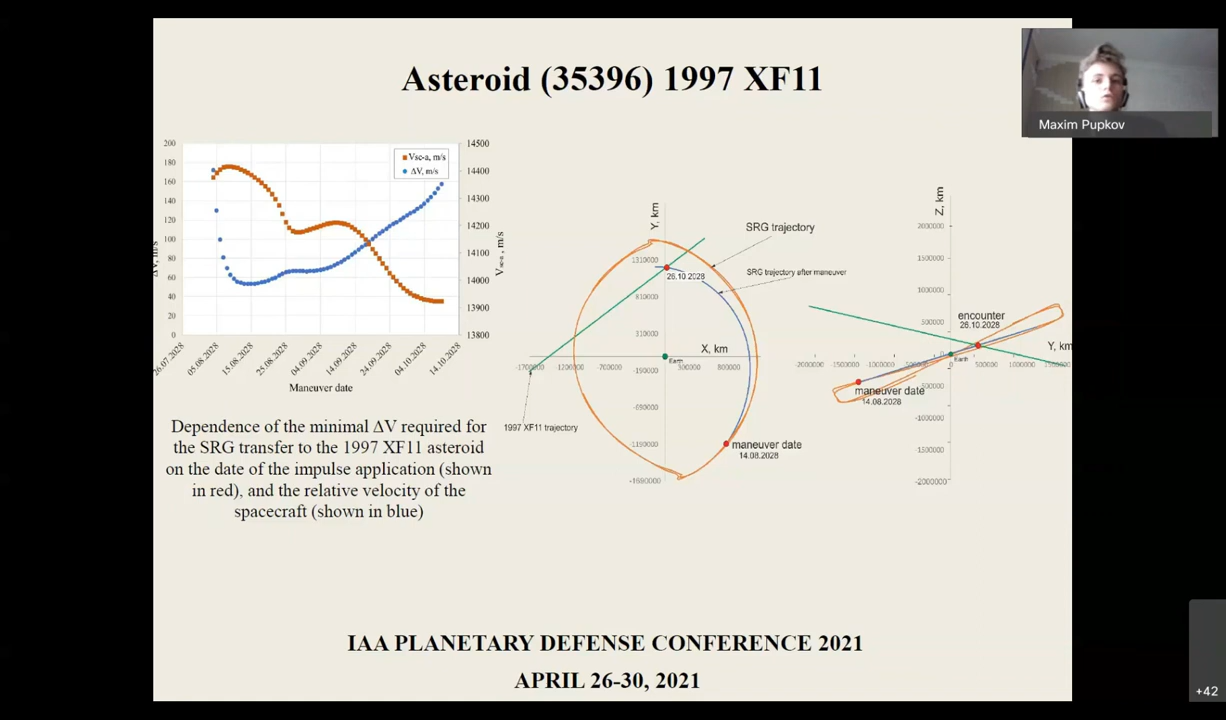 Asteroid (35396) 1997 XF11
Maxim Pupkov
200
180
160
140
120
100
80
60
40
20
0
ΔV, m/s
Vsc-a, m/s
ΔV, m/s
14500
14400
14300
14200
14100
14000
13900
13800
Vsc-a , m/s
26.07.2028
05.08.2028
15.08.2028
25.08.2028
04.09.2028
14.09.2028
24.09.2028
04.10.2028
14.10.2028
Maneuver date
Dependence of the minimal ΔV required for
the SRG transfer to the 1997 XF11 asteroid
on the date of the impulse application (shown
in red), and the relative velocity of the
spacecraft (shown in blue)
Y, km
SRG trajectory
1310000
26.10.2028
SRG trajectory after maneuver
810000
310000
X, km
Earth
-1700000
1200000
-700000
-200000
300000
800000
-190000
-690000
1997 XF11 trajectory
-1190000
maneuver date
14.08.2028
-1690000
Z, km
2000000
1500000
1000000
500000
encounter
26.10.2028
Y, km
0
Earth
-2000000
-1500000
-1000000
500000
1000000
1500000
maneuver date
14.08.2028
-500000
-1000000
-1500000
-2000000
IAA PLANETARY DEFENSE CONFERENCE 2021
APRIL 26-30, 2021
+42